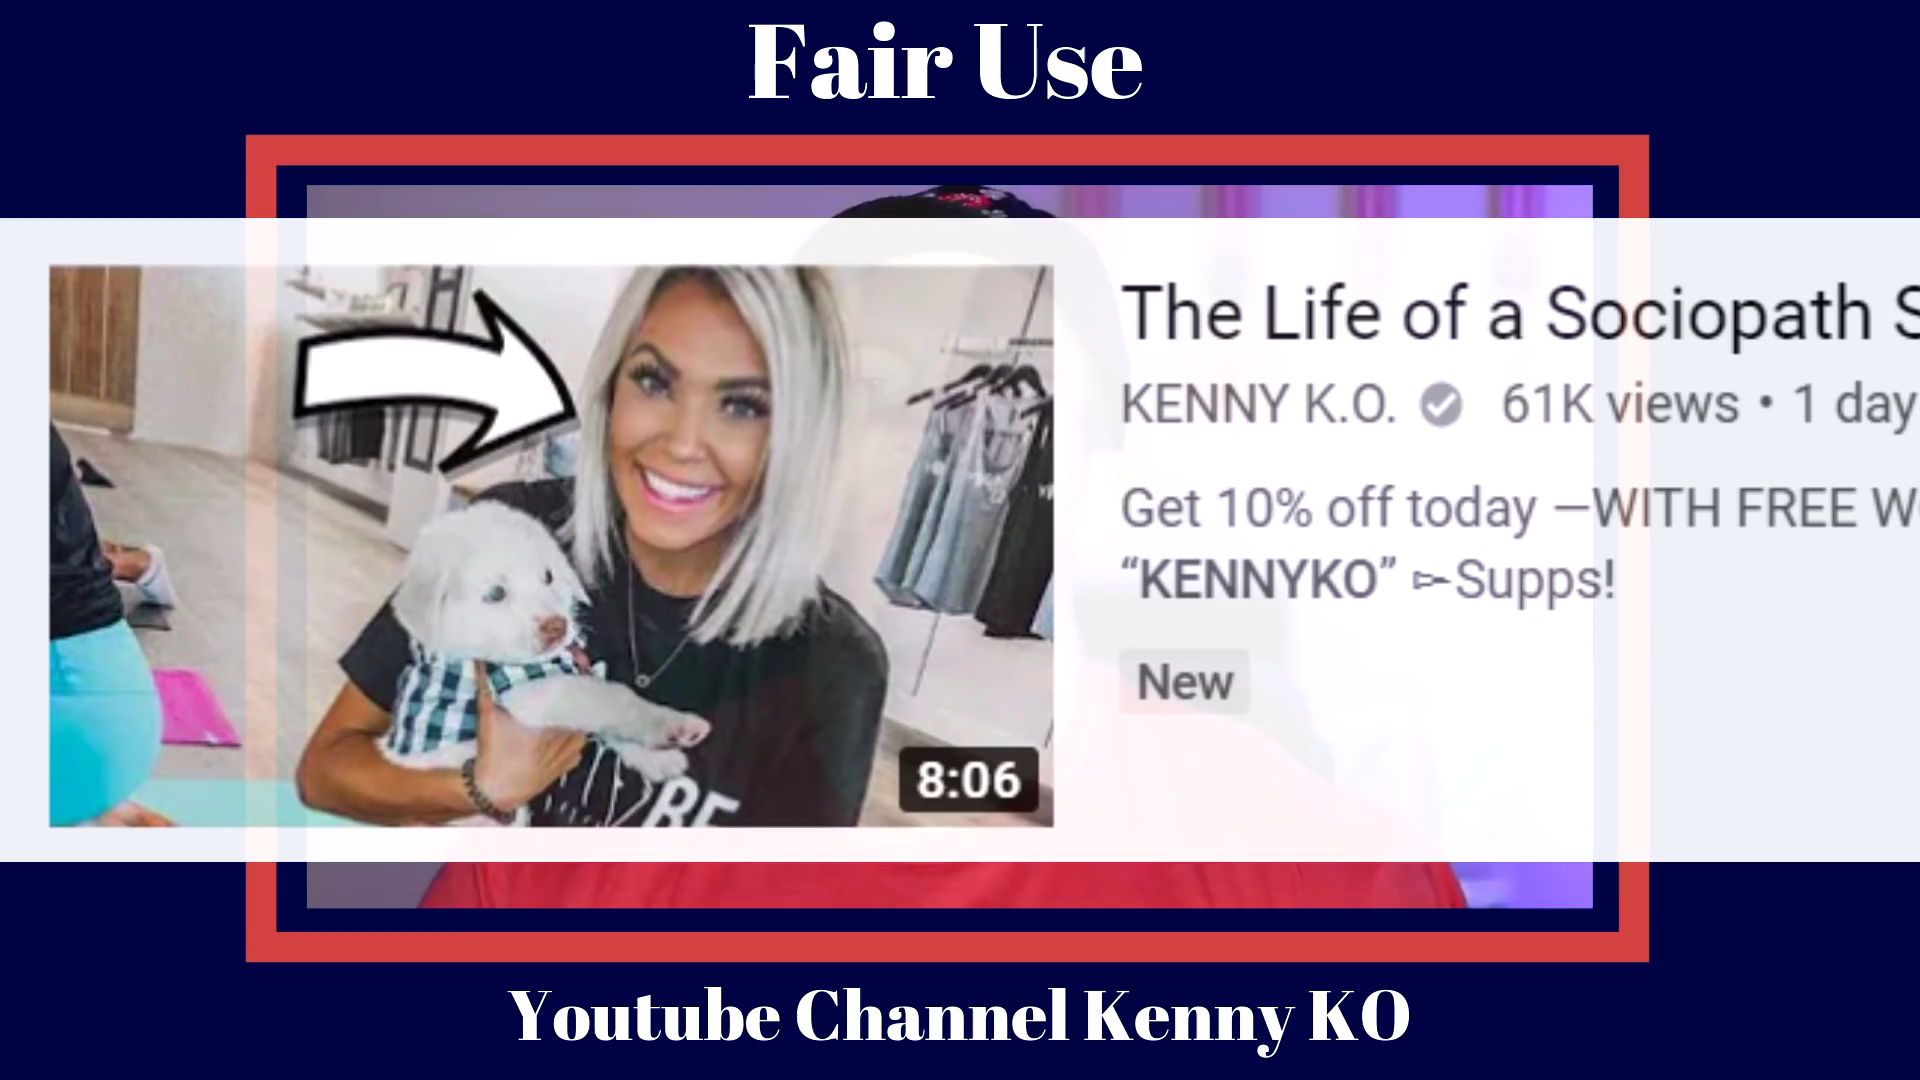 Fair Use
The Life of a Sociopath S
KENNY K.O. 61K views • 1 day
Get 10% off today —WITH FREE W
“KENNYKO” ▻Supps!
New
8:06
BE
Youtube Channel Kenny KO